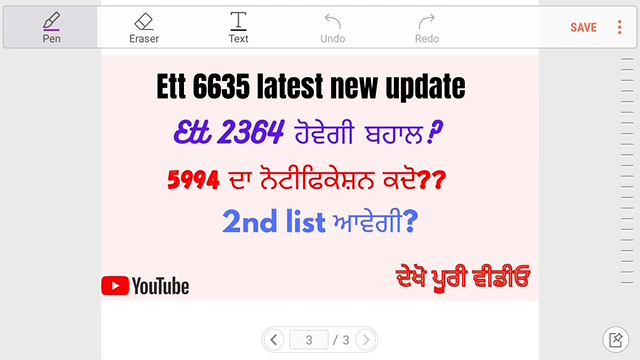 Pen Eraser Text Undo Redo SAVE
Ett 6635 latest new update
Ett 2364 ਹੋਵੇਗੀ ਬਹਾਲ?
5994 ਦਾ ਨੋਟੀਫਿਕੇਸ਼ਨ ਕਦੋ??
2nd list ਆਵੇਗੀ?
YouTube ਦੇਖੋ ਪੂਰੀ ਵੀਡੀਓ
3 / 3